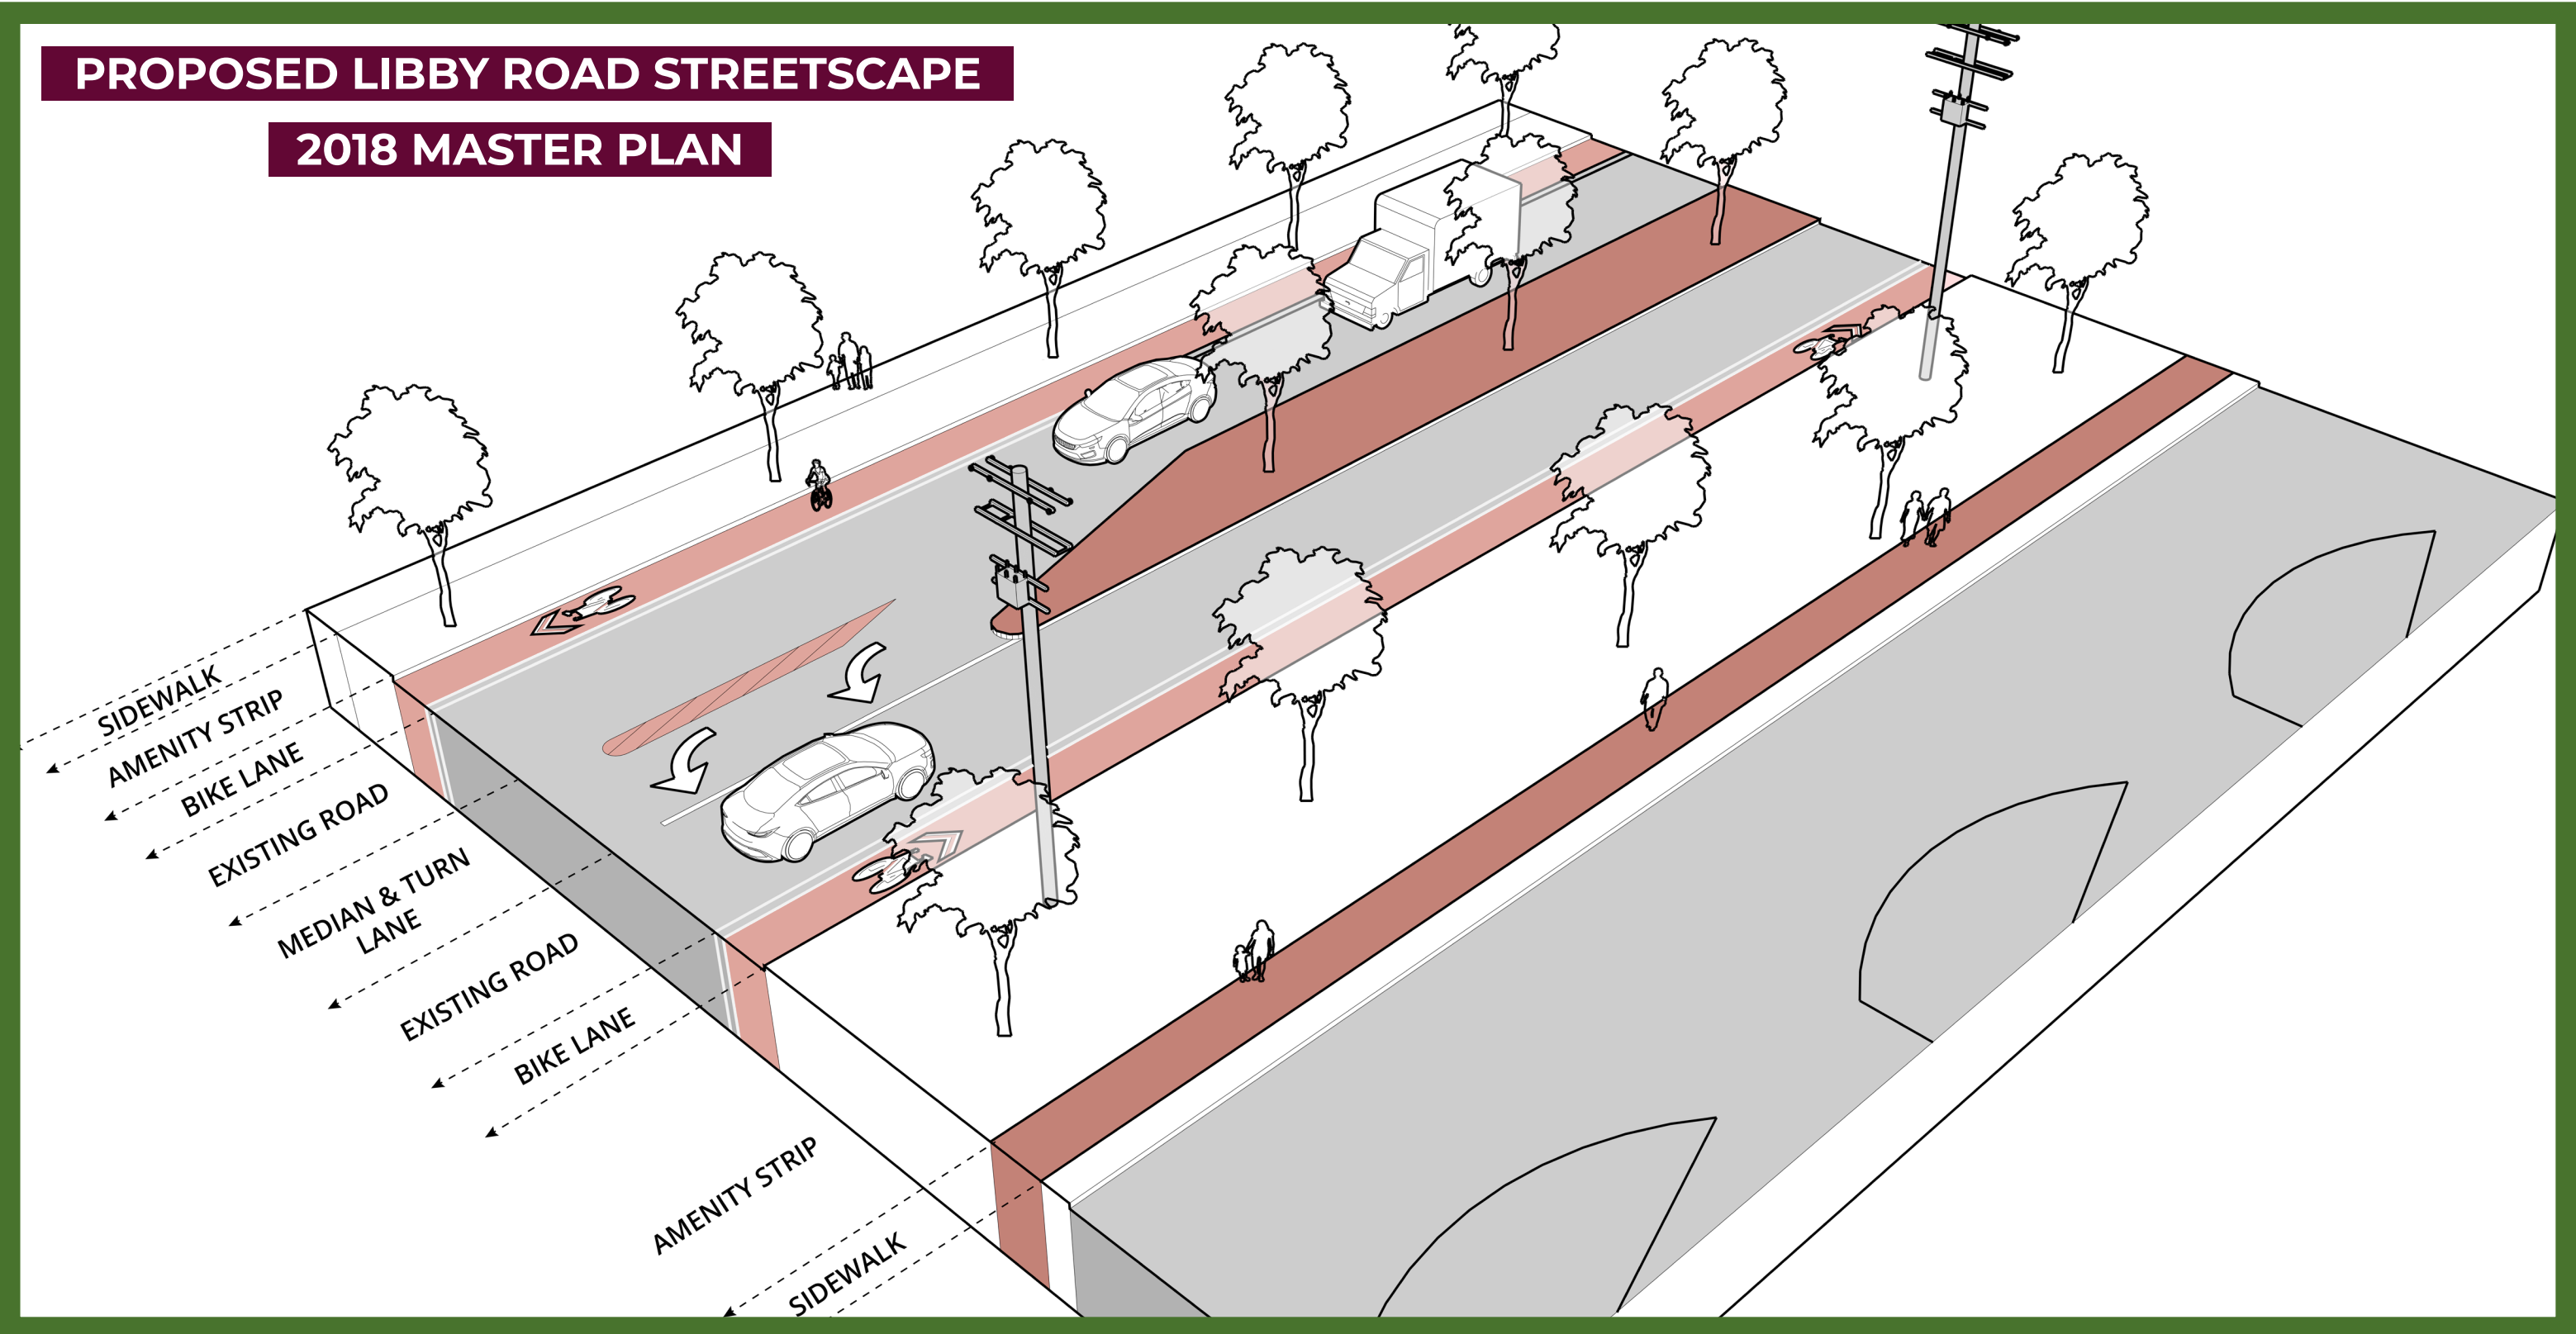 PROPOSED LIBBY ROAD STREETSCAPE
2018 MASTER PLAN
SIDEWALK
AMENITY STRIP
BIKE LANE
EXISTING ROAD
MEDIAN & TURN
LANE
EXISTING ROAD
BIKE LANE
AMENITY STRIP
SIDEWALK